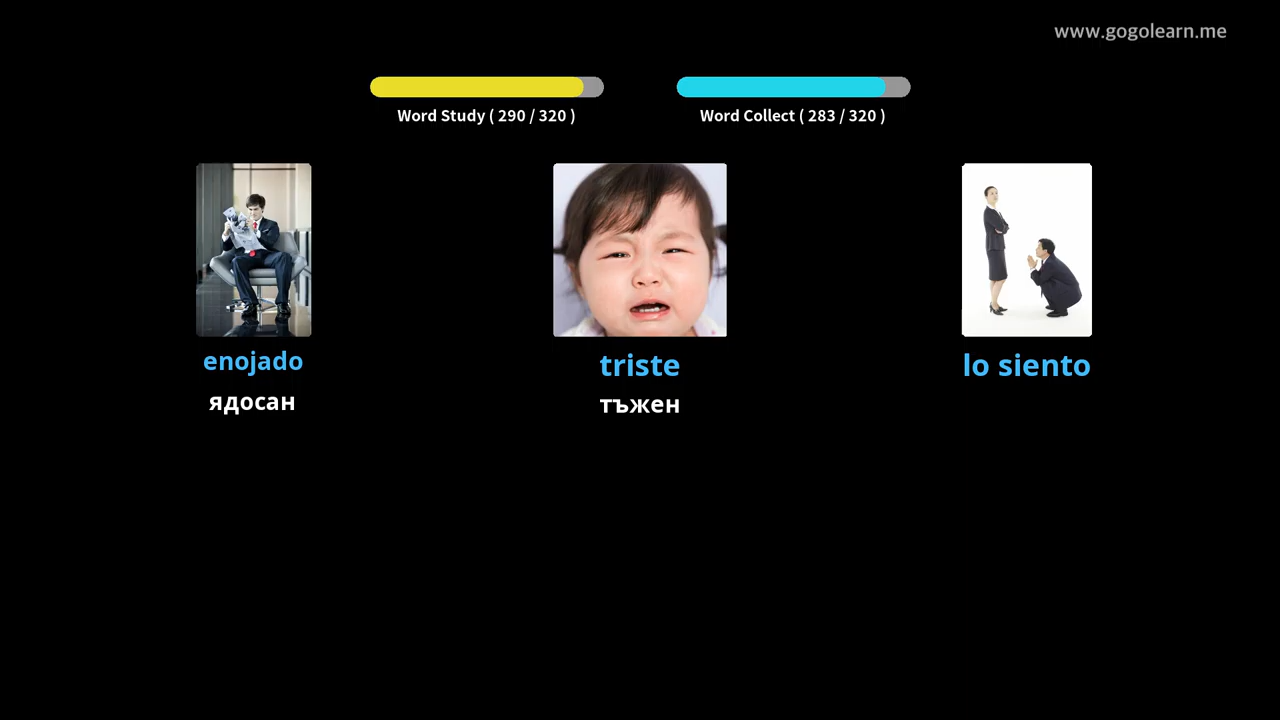 www.gogolearn.me
Word Study ( 290 / 320 )
Word Collect ( 283 / 320 )
enojado
triste
lo siento
ядосан
тъжен